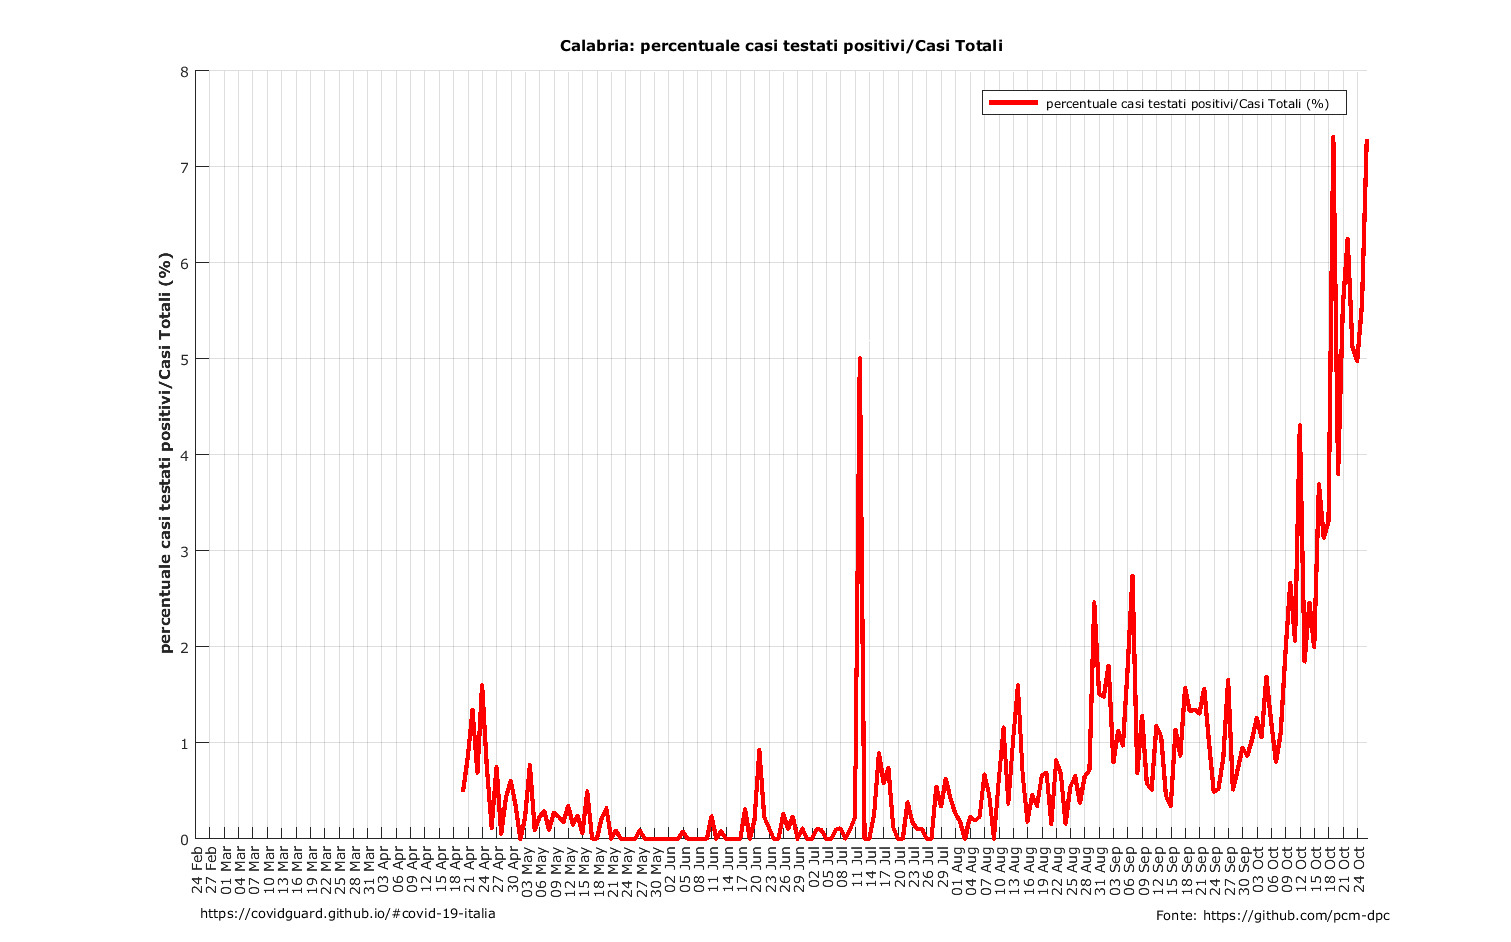 Calabria: percentuale casi testati positivi/Casi Totali
percentuale casi testati positivi/Casi Totali (%)
percentuale casi testati positivi/Casi Totali (%)
8
7
6
5
4
3
2
1
0
24 Feb
27 Feb
01 Mar
04 Mar
07 Mar
10 Mar
13 Mar
16 Mar
19 Mar
22 Mar
25 Mar
28 Mar
31 Mar
03 Apr
06 Apr
09 Apr
12 Apr
15 Apr
18 Apr
21 Apr
24 Apr
27 Apr
30 Apr
03 May
06 May
09 May
12 May
15 May
18 May
21 May
24 May
27 May
30 May
02 Jun
05 Jun
08 Jun
11 Jun
14 Jun
17 Jun
20 Jun
23 Jun
26 Jun
29 Jun
02 Jul
05 Jul
08 Jul
11 Jul
14 Jul
17 Jul
20 Jul
23 Jul
26 Jul
29 Jul
01 Aug
04 Aug
07 Aug
10 Aug
13 Aug
16 Aug
19 Aug
22 Aug
25 Aug
28 Aug
31 Aug
03 Sep
06 Sep
09 Sep
12 Sep
15 Sep
18 Sep
21 Sep
24 Sep
27 Sep
30 Sep
03 Oct
06 Oct
09 Oct
12 Oct
15 Oct
18 Oct
21 Oct
24 Oct
https://covidguard.github.io/#covid-19-italia
Fonte: https://github.com/pcm-dpc